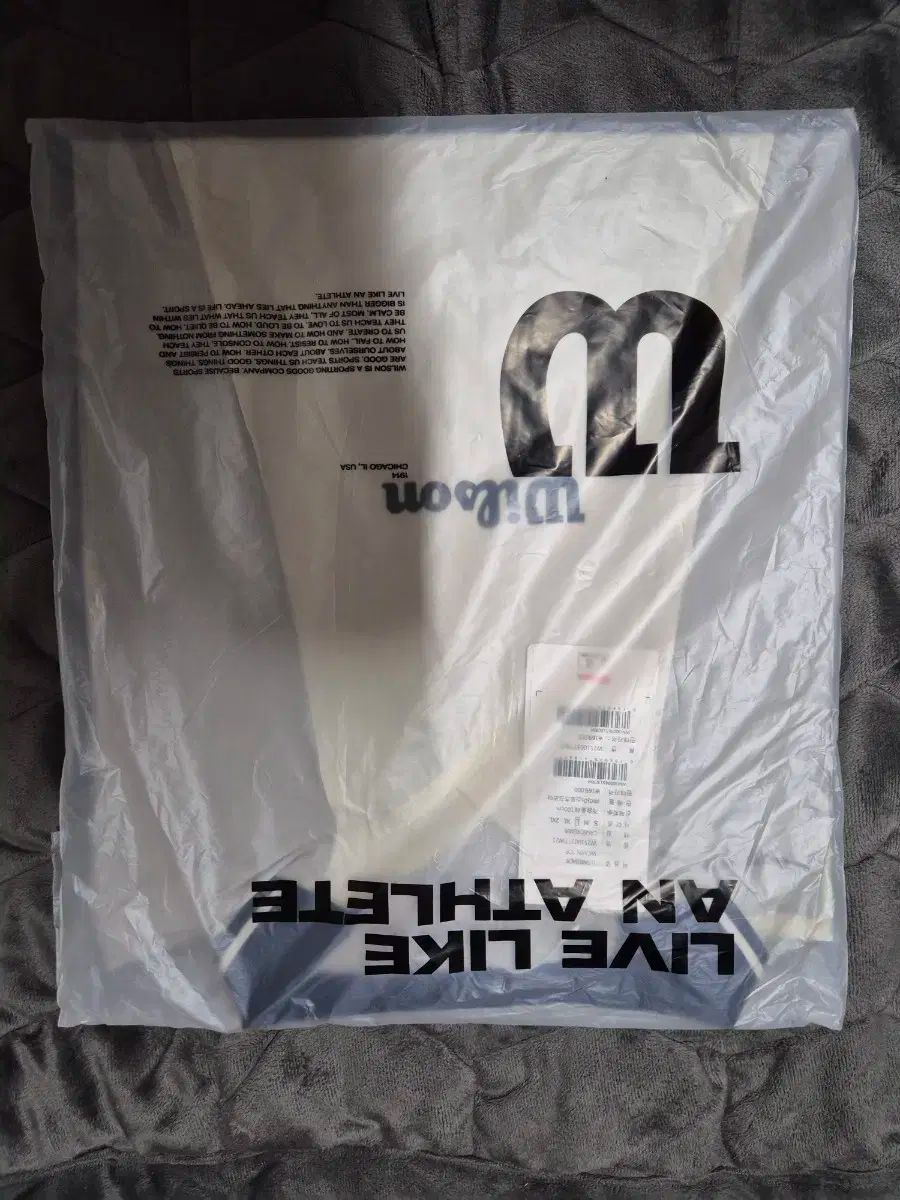 LIVE LIKE
AN ATHLETE
WOVEN TOP
S M L XL 2XL
Wilson
1914
CHICAGO IL, USA
W
WILSON IS A SPORTING GOODS COMPANY. BECAUSE SPORTS
ARE GOOD. SPORTS TEACH US THINGS. GOOD THINGS. THINGS
ABOUT OURSELVES. ABOUT EACH OTHER. HOW TO PERSIST AND
HOW TO FAIL. HOW TO RESIST. HOW TO CONSOLE. THEY TEACH
US TO CREATE. AND HOW TO MAKE SOMETHING FROM NOTHING.
THEY TEACH US TO LOVE. TO BE LOUD. HOW TO BE QUIET. HOW TO
BE CALM. MOST OF ALL, THEY TEACH US THAT WHAT LIES WITHIN
IS BIGGER THAN ANYTHING THAT LIES AHEAD. LIFE IS A SPORT.
LIVE LIKE AN ATHLETE.